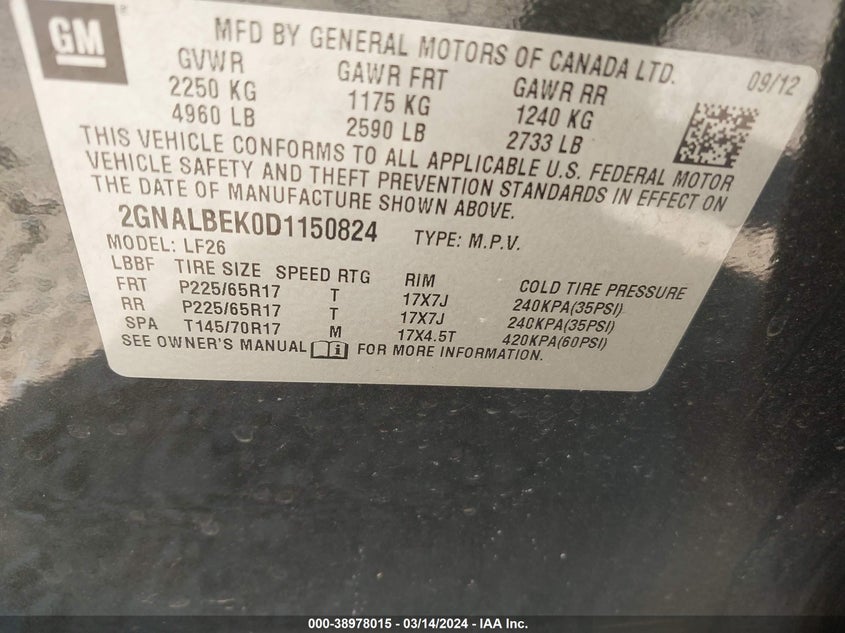 GM
®
MFD BY GENERAL MOTORS OF CANADA LTD.
09/12
GVWR GAWR FRT GAWR RR
2250 KG 1175 KG 1240 KG
4960 LB 2590 LB 2733 LB
THIS VEHICLE CONFORMS TO ALL APPLICABLE U.S. FEDERAL MOTOR
VEHICLE SAFETY AND THEFT PREVENTION STANDARDS IN EFFECT ON
THE DATE OF MANUFACTURE SHOWN ABOVE.
2GNALBEK0D1150824 TYPE: M.P.V.
MODEL: LF26
LBBF TIRE SIZE SPEED RTG RIM COLD TIRE PRESSURE
FRT P225/65R17 T 17X7J 240KPA(35PSI)
RR P225/65R17 T 17X7J 240KPA(35PSI)
SPA T145/70R17 M 17X4.5T 420KPA(60PSI)
SEE OWNER'S MANUAL i FOR MORE INFORMATION.
000-38978015 - 03/14/2024 - IAA Inc.